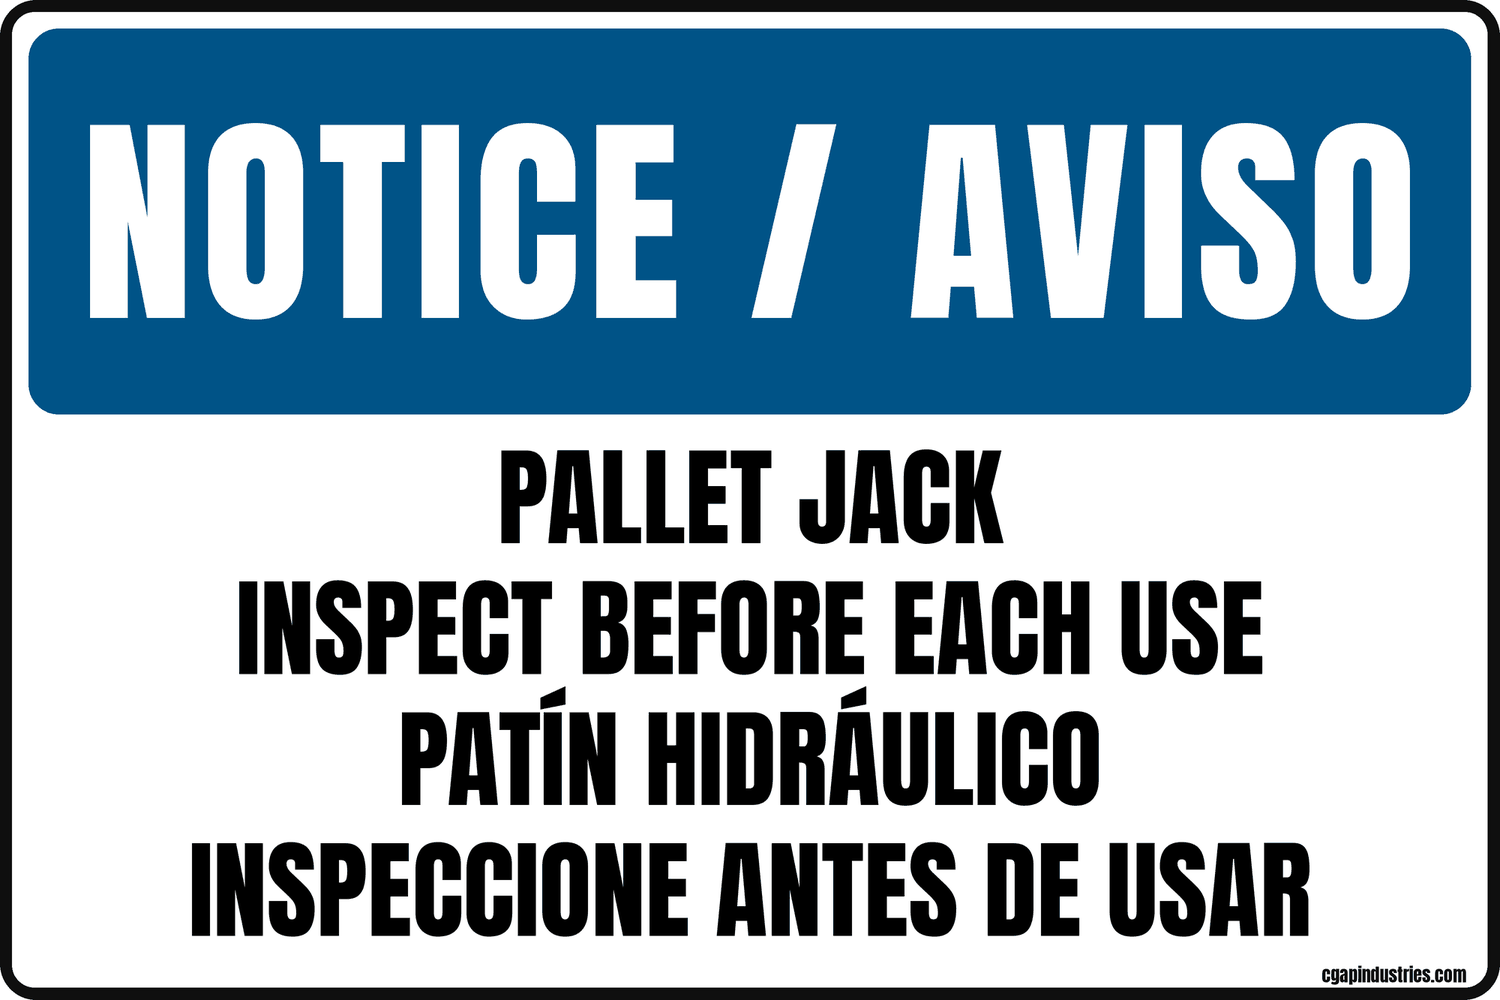 NOTICE / AVISO
PALLET JACK
INSPECT BEFORE EACH USE
PATÍN HIDRÁULICO
INSPECCIONE ANTES DE USAR
cgapindustries.com